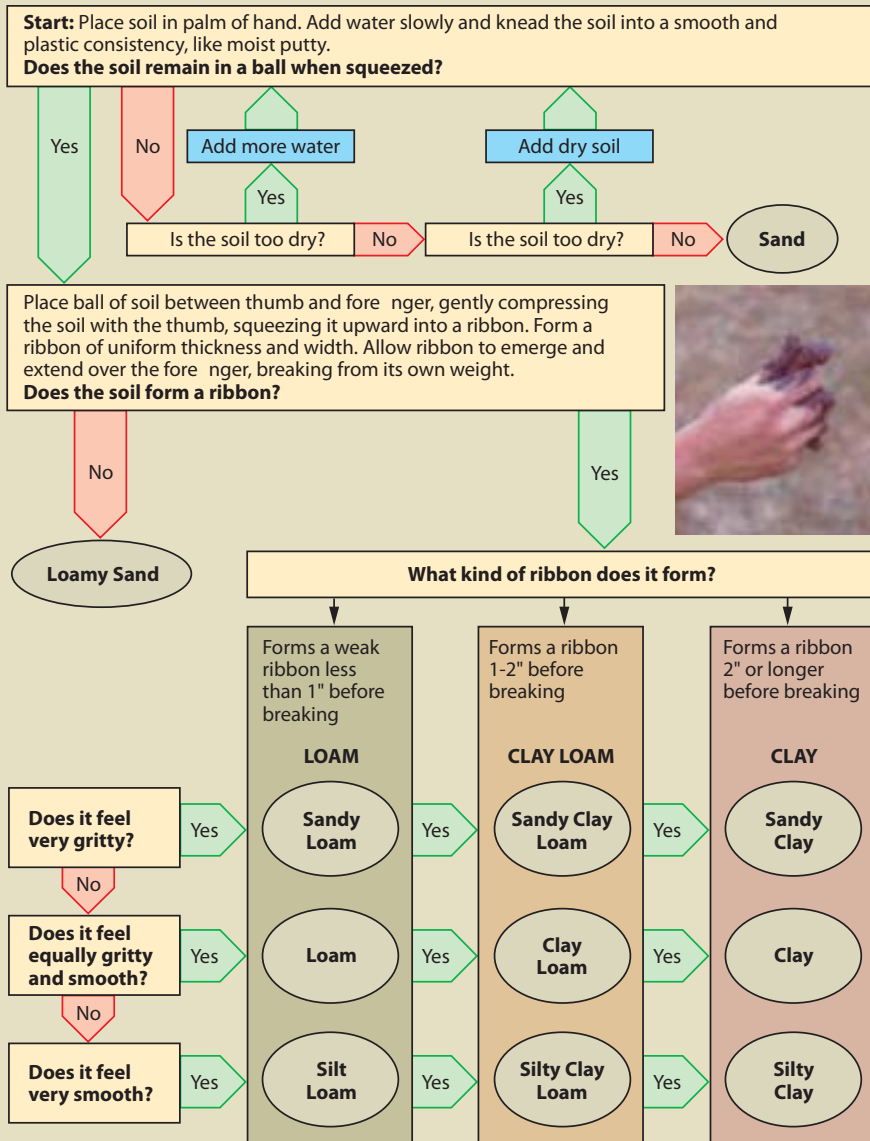 Start: Place soil in palm of hand. Add water slowly and knead the soil into a smooth and
plastic consistency, like moist putty.
Does the soil remain in a ball when squeezed?
Yes
No
Add more water
Add dry soil
Yes
Yes
Is the soil too dry?
No
Is the soil too dry?
No
Sand
Place ball of soil between thumb and fore nger, gently compressing
the soil with the thumb, squeezing it upward into a ribbon. Form a
ribbon of uniform thickness and width. Allow ribbon to emerge and
extend over the fore nger, breaking from its own weight.
Does the soil form a ribbon?
No
Yes
Loamy Sand
What kind of ribbon does it form?
Forms a weak
ribbon less
than 1" before
breaking
LOAM
Forms a ribbon
1-2" before
breaking
CLAY LOAM
Forms a ribbon
2" or longer
before breaking
CLAY
Does it feel
very gritty?
Yes
Sandy
Loam
Yes
Sandy Clay
Loam
Yes
Sandy
Clay
No
Does it feel
equally gritty
and smooth?
Yes
Loam
Yes
Clay
Loam
Yes
Clay
No
Does it feel
very smooth?
Yes
Silt
Loam
Yes
Silty Clay
Loam
Yes
Silty
Clay